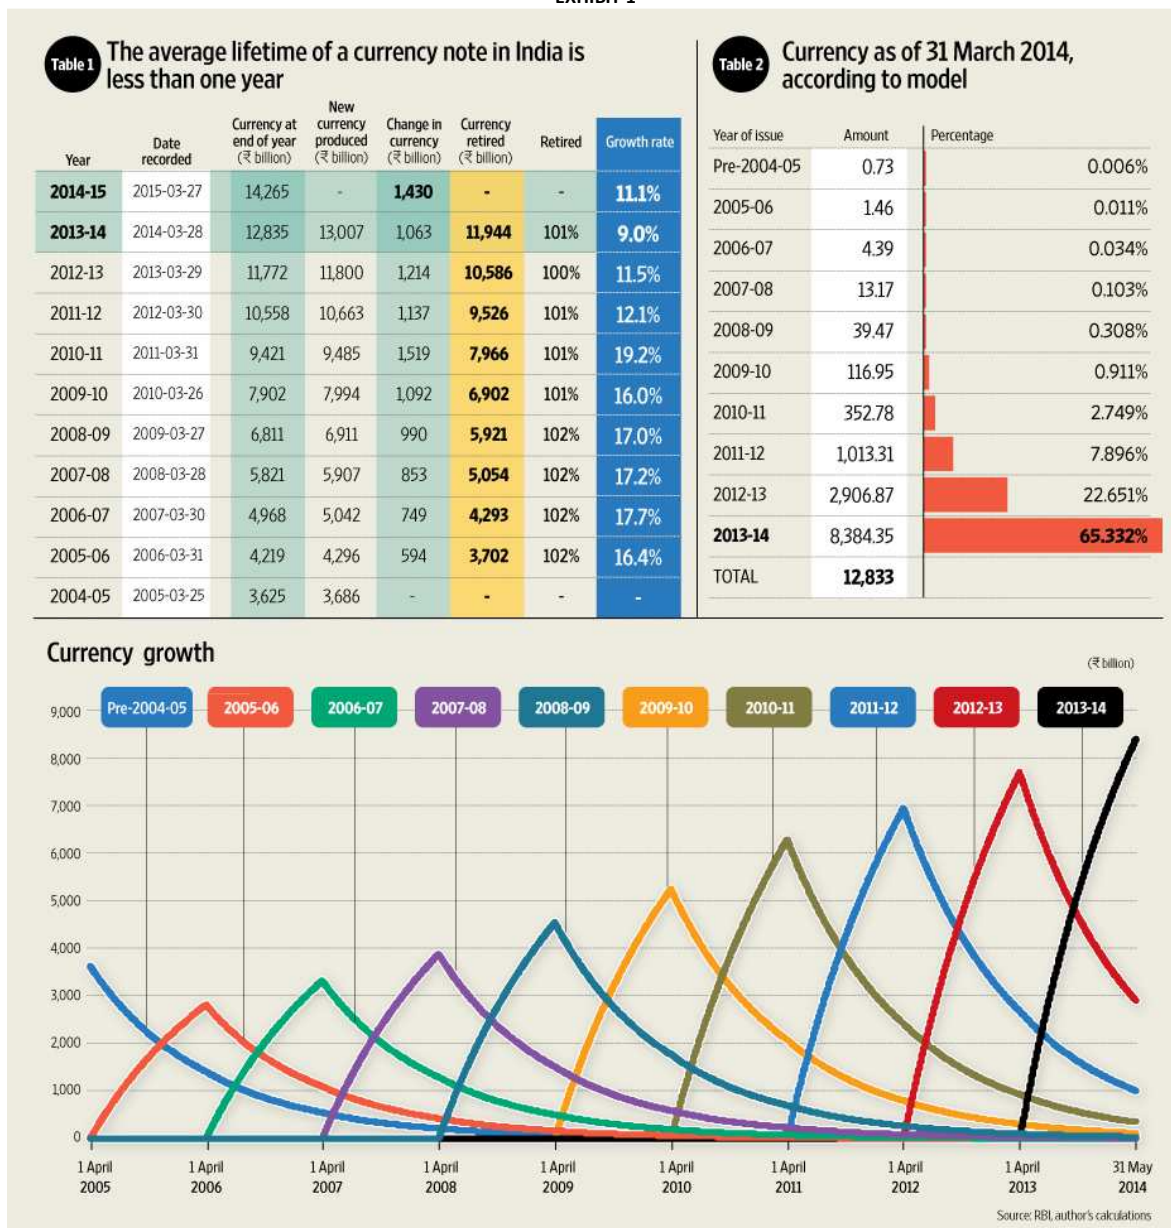 EXHIBIT 1
Table 1
The average lifetime of a currency note in India is
less than one year
Year Date recorded Currency at end of year (₹ billion) New currency produced (₹ billion) Change in currency (₹ billion) Currency retired (₹ billion) Retired Growth rate
2014-15 2015-03-27 14,265 - 1,430 - - 11.1%
2013-14 2014-03-28 12,835 13,007 1,063 11,944 101% 9.0%
2012-13 2013-03-29 11,772 11,800 1,214 10,586 100% 11.5%
2011-12 2012-03-30 10,558 10,663 1,137 9,526 101% 12.1%
2010-11 2011-03-31 9,421 9,485 1,519 7,966 101% 19.2%
2009-10 2010-03-26 7,902 7,994 1,092 6,902 101% 16.0%
2008-09 2009-03-27 6,811 6,911 990 5,921 102% 17.0%
2007-08 2008-03-28 5,821 5,907 853 5,054 102% 17.2%
2006-07 2007-03-30 4,968 5,042 749 4,293 102% 17.7%
2005-06 2006-03-31 4,219 4,296 594 3,702 102% 16.4%
2004-05 2005-03-25 3,625 3,686 - - - -
Table 2
Currency as of 31 March 2014,
according to model
Year of issue Amount Percentage
Pre-2004-05 0.73 0.006%
2005-06 1.46 0.011%
2006-07 4.39 0.034%
2007-08 13.17 0.103%
2008-09 39.47 0.308%
2009-10 116.95 0.911%
2010-11 352.78 2.749%
2011-12 1,013.31 7.896%
2012-13 2,906.87 22.651%
2013-14 8,384.35 65.332%
TOTAL 12,833
Currency growth
(₹ billion)
Pre-2004-05 2005-06 2006-07 2007-08 2008-09 2009-10 2010-11 2011-12 2012-13 2013-14
9,000
8,000
7,000
6,000
5,000
4,000
3,000
2,000
1,000
0
1 April 1 April 1 April 1 April 1 April 1 April 1 April 1 April 1 April 31 May
2005 2006 2007 2008 2009 2010 2011 2012 2013 2014
Source: RBI, author's calculations